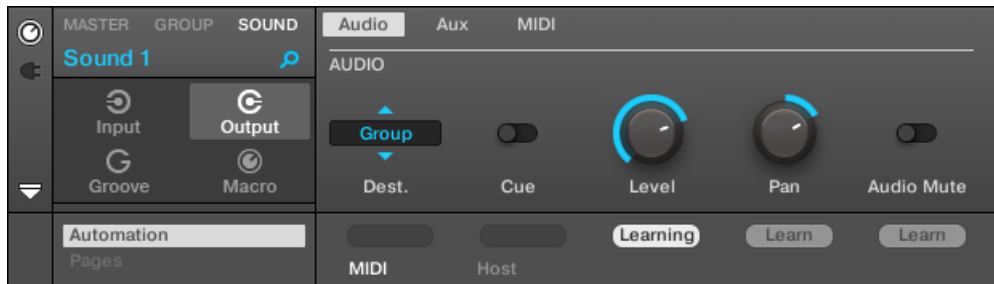 MASTER GROUP SOUND
Sound 1
Input Output
Groove Macro
Automation
Pages
Audio Aux MIDI
AUDIO
Group
Dest. Cue Level Pan Audio Mute
Learning Learn Learn
MIDI Host